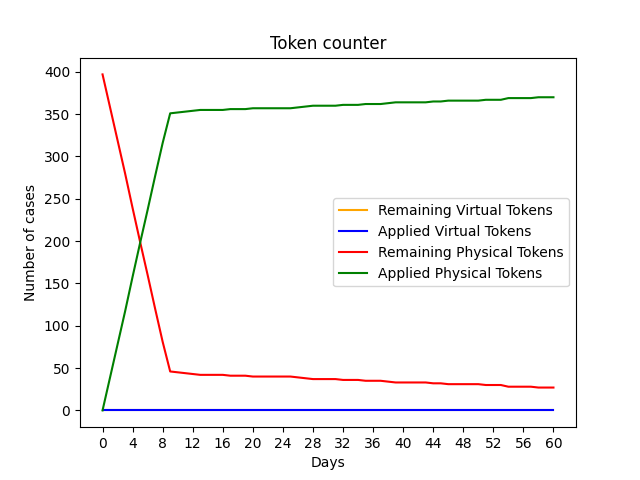 Token counter
400
350
300
250
200
150
100
50
0
Number of cases
Remaining Virtual Tokens
Applied Virtual Tokens
Remaining Physical Tokens
Applied Physical Tokens
0 4 8 12 16 20 24 28 32 36 40 44 48 52 56 60
Days